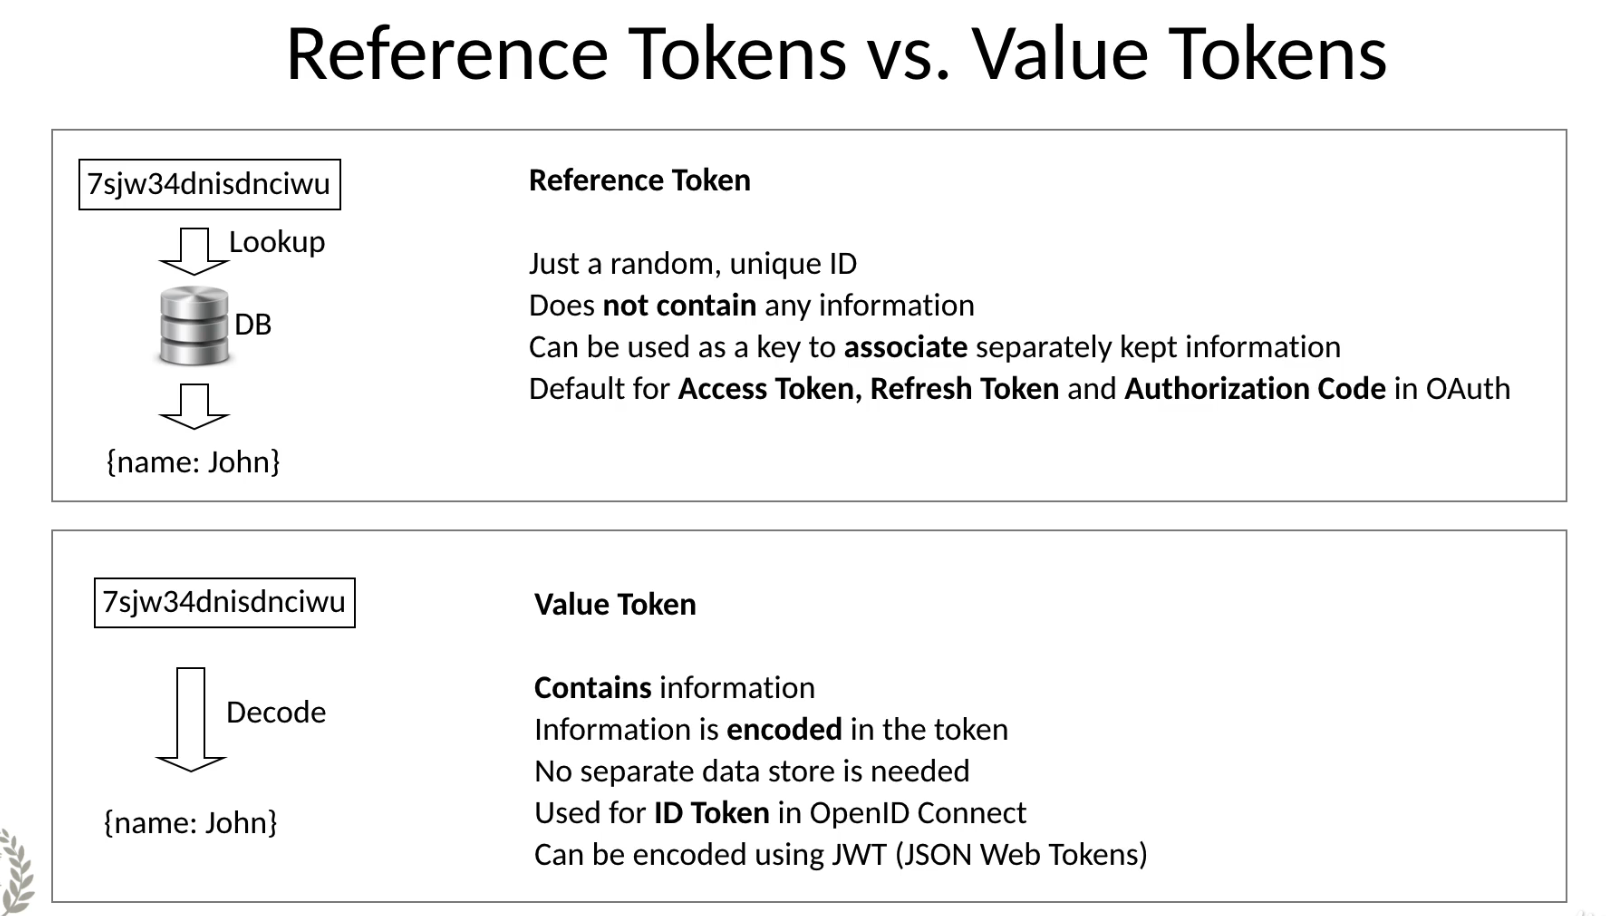 Reference Tokens vs. Value Tokens
7sjw34dnisdnciwu
Lookup
DB
{name: John}
Reference Token
Just a random, unique ID
Does not contain any information
Can be used as a key to associate separately kept information
Default for Access Token, Refresh Token and Authorization Code in OAuth
7sjw34dnisdnciwu
Decode
{name: John}
Value Token
Contains information
Information is encoded in the token
No separate data store is needed
Used for ID Token in OpenID Connect
Can be encoded using JWT (JSON Web Tokens)